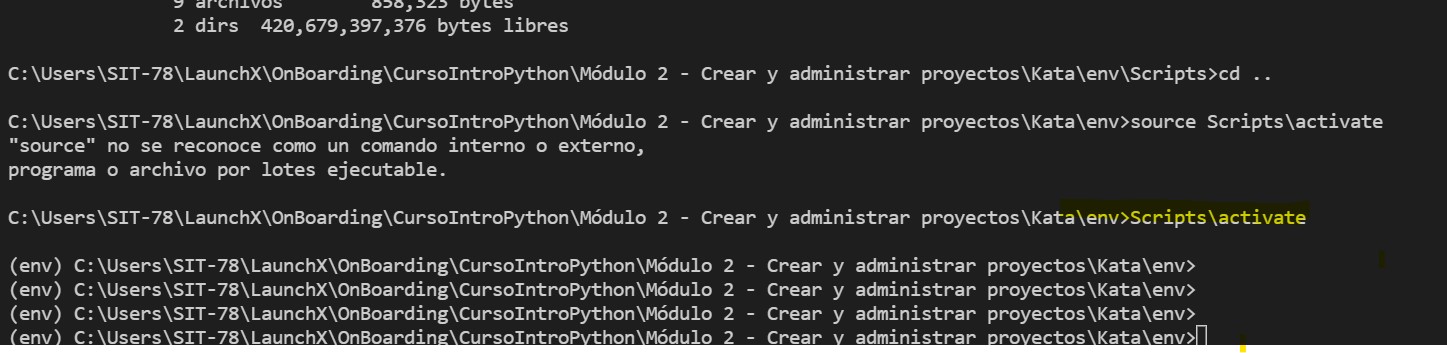 9 archivos 858,323 bytes
2 dirs 420,679,397,376 bytes libres
C:\Users\SIT-78\LaunchX\OnBoarding\CursoIntroPython\Módulo 2 - Crear y administrar proyectos\Kata\env\Scripts>cd ..
C:\Users\SIT-78\LaunchX\OnBoarding\CursoIntroPython\Módulo 2 - Crear y administrar proyectos\Kata\env>source Scripts\activate
"source" no se reconoce como un comando interno o externo,
programa o archivo por lotes ejecutable.
C:\Users\SIT-78\LaunchX\OnBoarding\CursoIntroPython\Módulo 2 - Crear y administrar proyectos\Kata\env>Scripts\activate
(env) C:\Users\SIT-78\LaunchX\OnBoarding\CursoIntroPython\Módulo 2 - Crear y administrar proyectos\Kata\env>
(env) C:\Users\SIT-78\LaunchX\OnBoarding\CursoIntroPython\Módulo 2 - Crear y administrar proyectos\Kata\env>
(env) C:\Users\SIT-78\LaunchX\OnBoarding\CursoIntroPython\Módulo 2 - Crear y administrar proyectos\Kata\env>
(env) C:\Users\SIT-78\LaunchX\OnBoarding\CursoIntroPython\Módulo 2 - Crear y administrar proyectos\Kata\env>